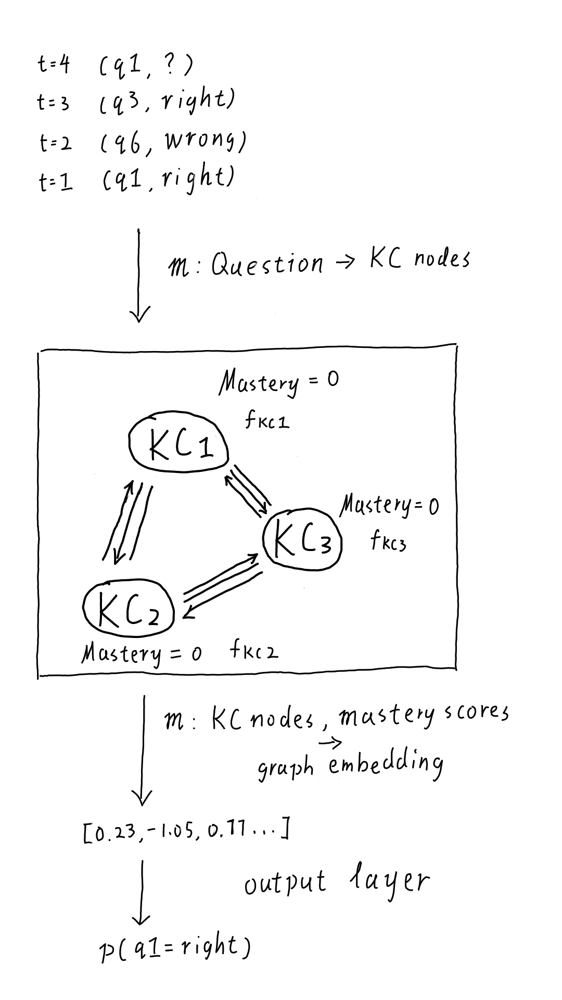 t=4 (q1, ?)
t=3 (q3, right)
t=2 (q6, wrong)
t=1 (q1, right)
m: Question → KC nodes
Mastery = 0
fKC1
KC1
Mastery = 0
KC3
fKC3
KC2
Mastery = 0 fKC2
m: KC nodes, mastery scores
→
graph embedding
[0.23, -1.05, 0.77...]
output layer
p(q1=right)